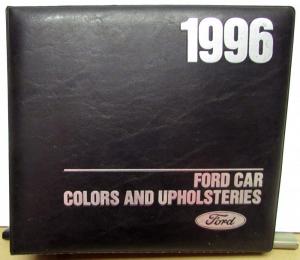 1996
FORD CAR
COLORS AND UPHOLSTERIES
Ford